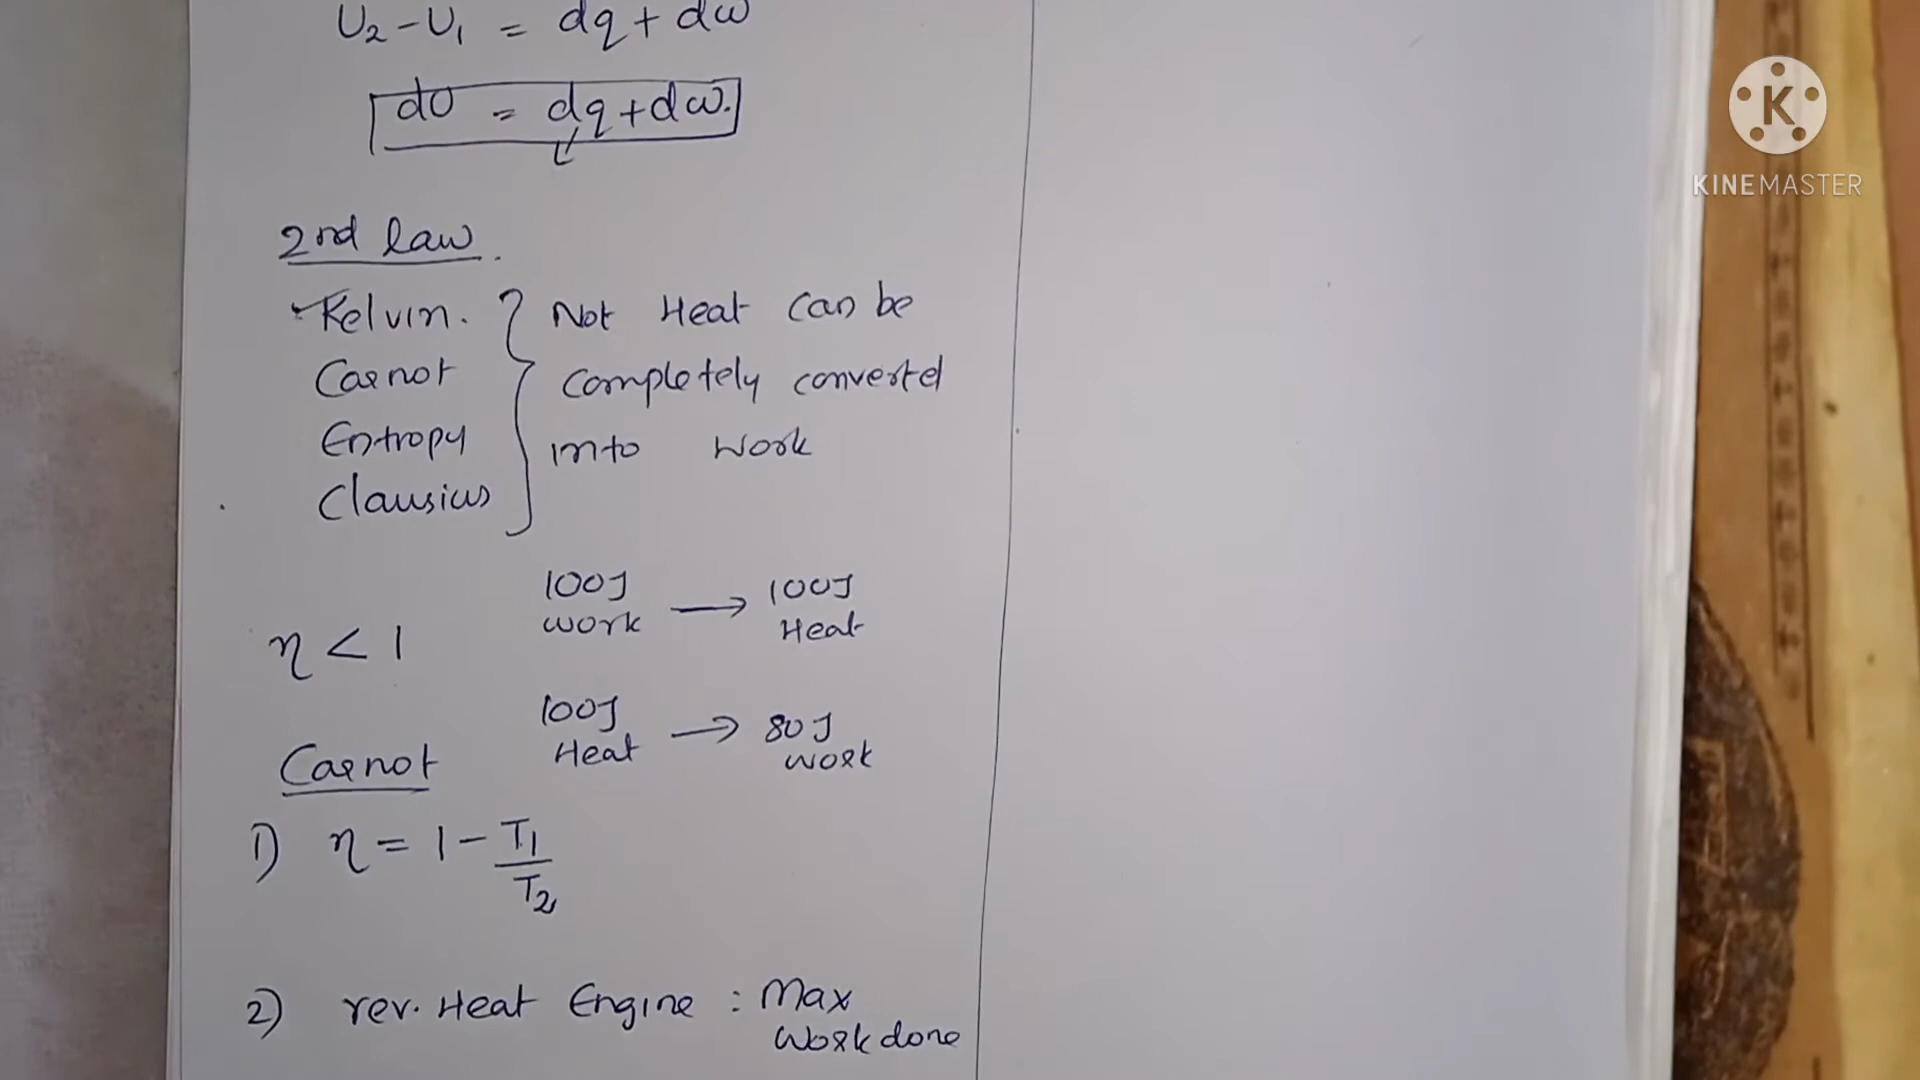 U₂-U₁ = dq + dw
dU = dq + dw.
2nd law.
Kelvin. } Not Heat can be
Carnot completely converted
Entropy into work
Clausius
100J → 100J
work Heat
η < 1
100J → 80J
Heat work
Carnot
1) η = 1 - T₁/T₂
2) rev. Heat Engine : Max
work done
K
KINEMASTER